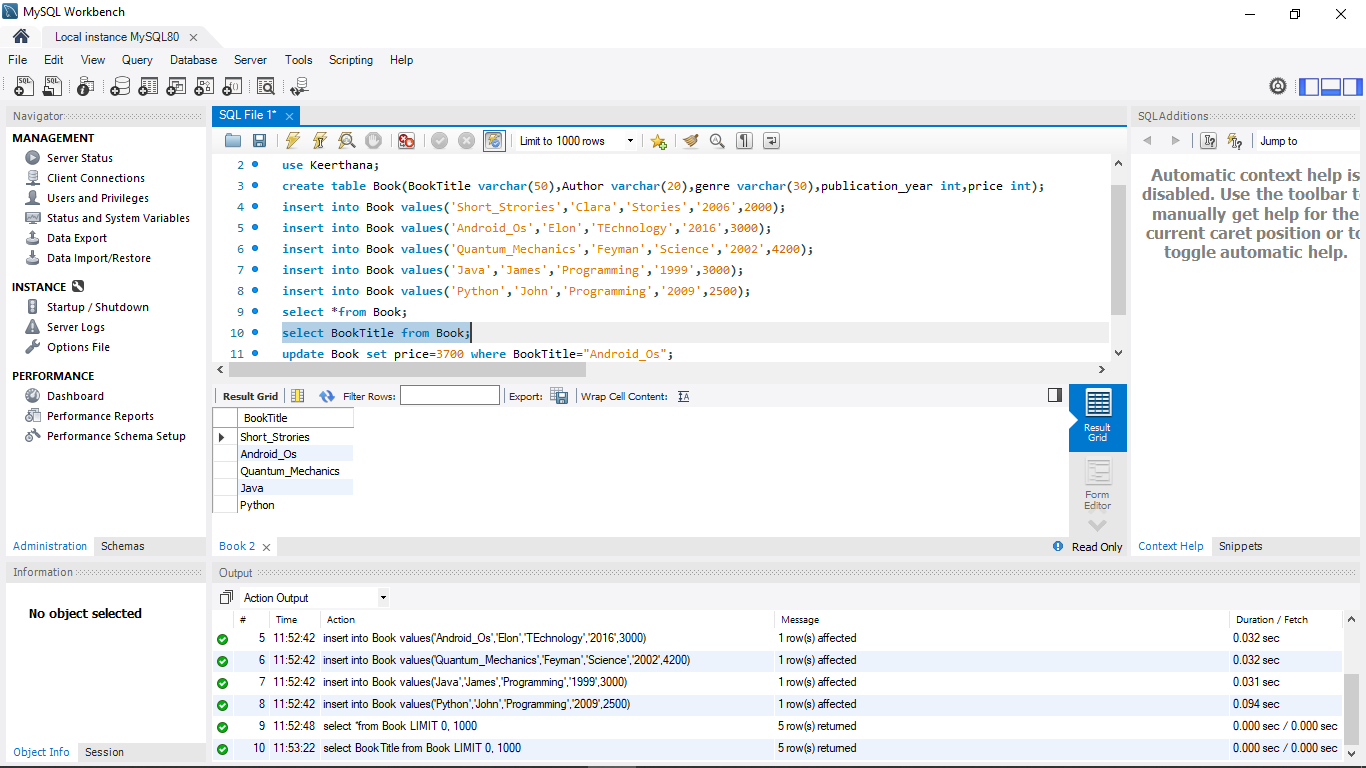 MySQL Workbench
Local instance MySQL80
File Edit View Query Database Server Tools Scripting Help
Navigator
MANAGEMENT
Server Status
Client Connections
Users and Privileges
Status and System Variables
Data Export
Data Import/Restore
INSTANCE
Startup / Shutdown
Server Logs
Options File
PERFORMANCE
Dashboard
Performance Reports
Performance Schema Setup
Administration Schemas
Information
No object selected
Object Info Session
SQL File 1*
Limit to 1000 rows
2 use Keerthana;
3 create table Book(BookTitle varchar(50),Author varchar(20),genre varchar(30),publication_year int,price int);
4 insert into Book values('Short_Strories','Clara','Stories','2006',2000);
5 insert into Book values('Android_Os','Elon','TEchnology','2016',3000);
6 insert into Book values('Quantum_Mechanics','Feyman','Science','2002',4200);
7 insert into Book values('Java','James','Programming','1999',3000);
8 insert into Book values('Python','John','Programming','2009',2500);
9 select *from Book;
10 select BookTitle from Book;
11 update Book set price=3700 where BookTitle="Android_Os";
Result Grid Filter Rows: Export: Wrap Cell Content:
BookTitle
Short_Strories
Android_Os
Quantum_Mechanics
Java
Python
Result
Grid
Form
Editor
Book 2
Read Only
SQLAdditions
Jump to
Automatic context help is
disabled. Use the toolbar t
manually get help for the
current caret position or to
toggle automatic help.
Context Help Snippets
Output
Action Output
# Time Action Message Duration / Fetch
5 11:52:42 insert into Book values('Android_Os','Elon','TEchnology','2016',3000) 1 row(s) affected 0.032 sec
6 11:52:42 insert into Book values('Quantum_Mechanics','Feyman','Science','2002',4200) 1 row(s) affected 0.032 sec
7 11:52:42 insert into Book values('Java','James','Programming','1999',3000) 1 row(s) affected 0.031 sec
8 11:52:42 insert into Book values('Python','John','Programming','2009',2500) 1 row(s) affected 0.094 sec
9 11:52:48 select *from Book LIMIT 0, 1000 5 row(s) returned 0.000 sec / 0.000 sec
10 11:53:22 select BookTitle from Book LIMIT 0, 1000 5 row(s) returned 0.000 sec / 0.000 sec